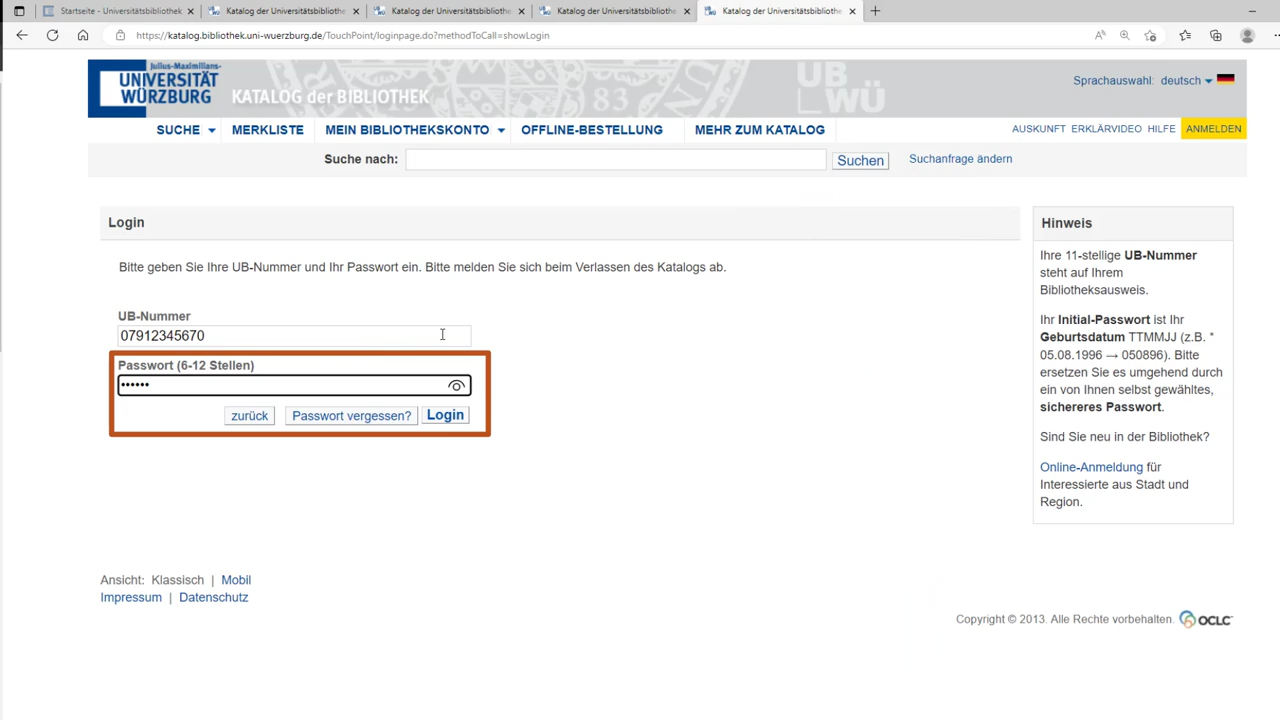 Startseite - Universitätsbibliothek
Katalog der Universitätsbibliothe
Katalog der Universitätsbibliothe
Katalog der Universitätsbibliothe
Katalog der Universitätsbibliothe
https://katalog.bibliothek.uni-wuerzburg.de/TouchPoint/loginpage.do?methodToCall=showLogin
Julius-Maximilians-
UNIVERSITÄT
WÜRZBURG
KATALOG der BIBLIOTHEK
83
UB
WÜ
Sprachauswahl: deutsch
SUCHE MERKLISTE MEIN BIBLIOTHEKSKONTO OFFLINE-BESTELLUNG MEHR ZUM KATALOG AUSKUNFT ERKLÄRVIDEO HILFE ANMELDEN
Suche nach: Suchen Suchanfrage ändern
Login
Bitte geben Sie Ihre UB-Nummer und Ihr Passwort ein. Bitte melden Sie sich beim Verlassen des Katalogs ab.
UB-Nummer
07912345670
Passwort (6-12 Stellen)
••••••
zurück Passwort vergessen? Login
Hinweis
Ihre 11-stellige UB-Nummer
steht auf Ihrem
Bibliotheksausweis.
Ihr Initial-Passwort ist Ihr
Geburtsdatum TTMMJJ (z.B. *
05.08.1996 → 050896). Bitte
ersetzen Sie es umgehend durch
ein von Ihnen selbst gewähltes,
sichereres Passwort.
Sind Sie neu in der Bibliothek?
Online-Anmeldung für
Interessierte aus Stadt und
Region.
Ansicht: Klassisch | Mobil
Impressum | Datenschutz
Copyright © 2013. Alle Rechte vorbehalten. OCLC